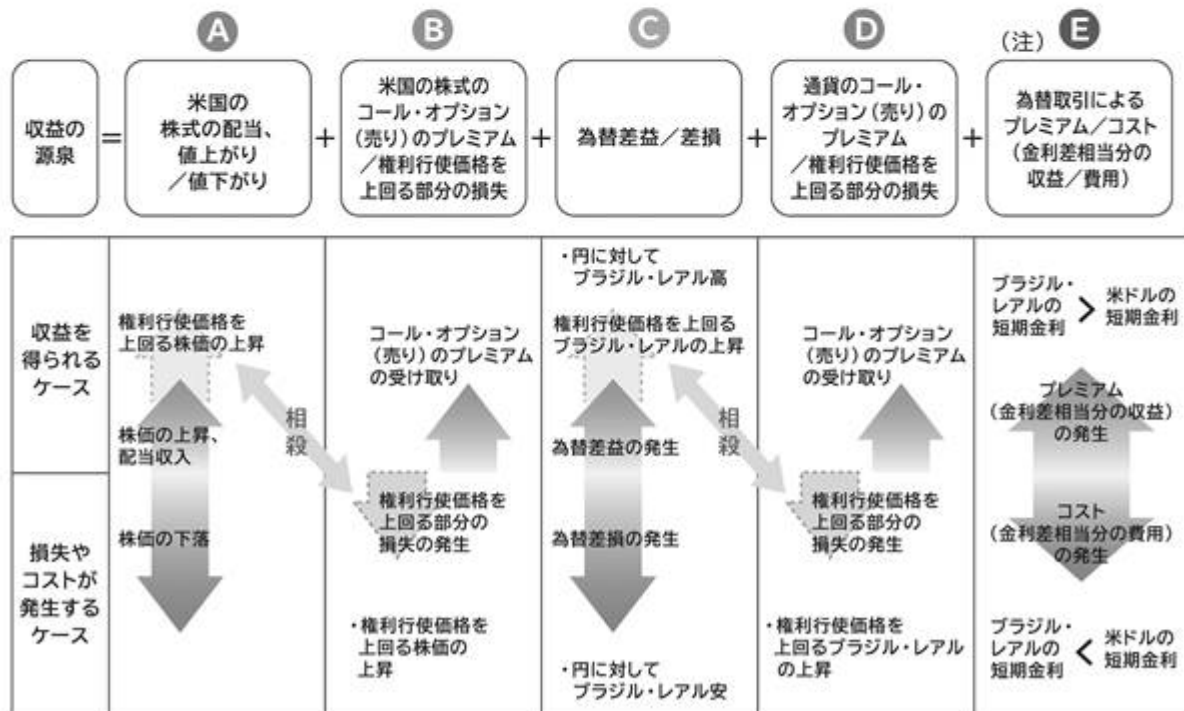 A
B
C
D
(注) E
収益の
源泉
=
米国の
株式の配当、
値上がり
/値下がり
+
米国の株式の
コール・オプション
(売り)のプレミアム
/権利行使価格を
上回る部分の損失
+
為替差益/差損
+
通貨のコール・
オプション(売り)の
プレミアム
/権利行使価格を
上回る部分の損失
+
為替取引による
プレミアム/コスト
(金利差相当分の
収益/費用)
収益を
得られる
ケース
権利行使価格を
上回る株価の上昇
株価の上昇、
配当収入
相殺
コール・オプション
(売り)のプレミアム
の受け取り
・円に対して
ブラジル・レアル高
権利行使価格を上回る
ブラジル・レアルの上昇
為替差益の発生
相殺
コール・オプション
(売り)のプレミアム
の受け取り
ブラジル・
レアルの
短期金利
>
米ドルの
短期金利
プレミアム
(金利差相当分の収益)
の発生
損失や
コストが
発生する
ケース
株価の下落
権利行使価格を
上回る部分の
損失の発生
・権利行使価格を
上回る株価の
上昇
為替差損の発生
・円に対して
ブラジル・レアル安
権利行使価格を
上回る部分の
損失の発生
・権利行使価格を
上回るブラジル・レアル
の上昇
コスト
(金利差相当分の費用)
の発生
ブラジル・
レアルの
短期金利
<
米ドルの
短期金利